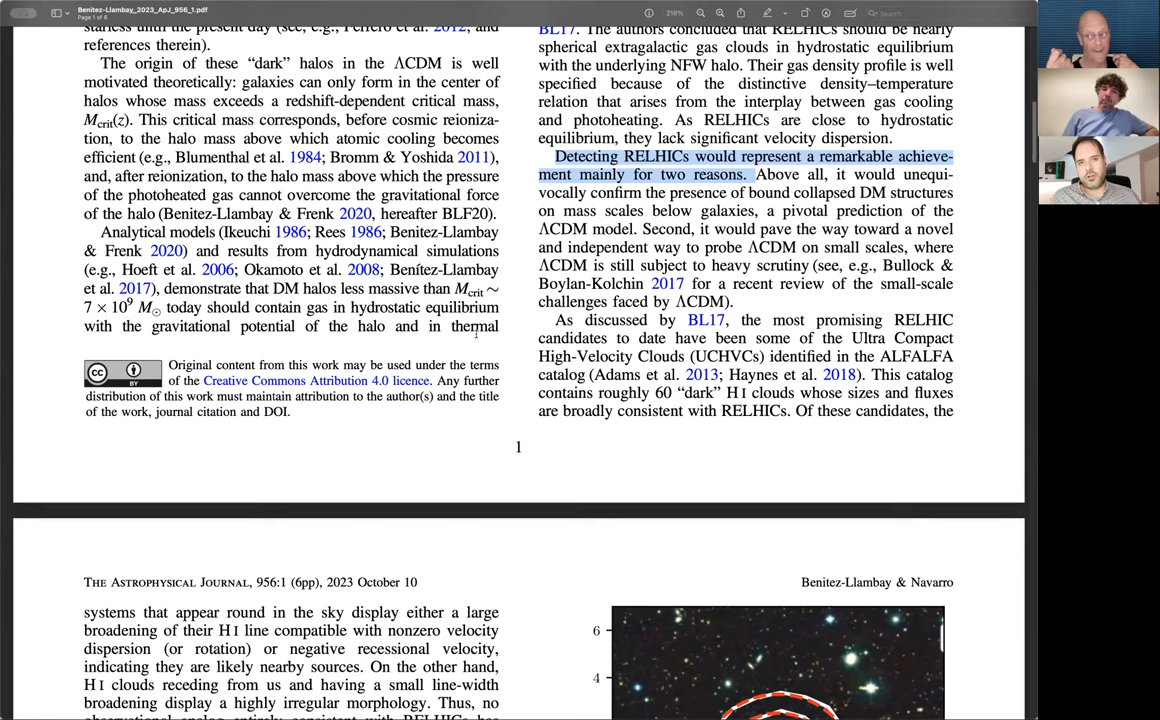 Benitez-Llambay_2023_ApJ_956_1.pdf
Page 1 of 6
216%
Search
starless until the present day (see, e.g., Ferrero et al. 2012, and
references therein).
The origin of these “dark” halos in the ΛCDM is well
motivated theoretically: galaxies can only form in the center of
halos whose mass exceeds a redshift-dependent critical mass,
Mcrit(z). This critical mass corresponds, before cosmic reioniza-
tion, to the halo mass above which atomic cooling becomes
efficient (e.g., Blumenthal et al. 1984; Bromm & Yoshida 2011),
and, after reionization, to the halo mass above which the pressure
of the photoheated gas cannot overcome the gravitational force
of the halo (Benitez-Llambay & Frenk 2020, hereafter BLF20).
Analytical models (Ikeuchi 1986; Rees 1986; Benitez-Llambay
& Frenk 2020) and results from hydrodynamical simulations
(e.g., Hoeft et al. 2006; Okamoto et al. 2008; Benítez-Llambay
et al. 2017), demonstrate that DM halos less massive than Mcrit ∼
7 × 10⁹ M⊙ today should contain gas in hydrostatic equilibrium
with the gravitational potential of the halo and in thermal
cc BY
Original content from this work may be used under the terms
of the Creative Commons Attribution 4.0 licence. Any further
distribution of this work must maintain attribution to the author(s) and the title
of the work, journal citation and DOI.
BL17. The authors concluded that RELHICs should be nearly
spherical extragalactic gas clouds in hydrostatic equilibrium
with the underlying NFW halo. Their gas density profile is well
specified because of the distinctive density–temperature
relation that arises from the interplay between gas cooling
and photoheating. As RELHICs are close to hydrostatic
equilibrium, they lack significant velocity dispersion.
Detecting RELHICs would represent a remarkable achieve-
ment mainly for two reasons. Above all, it would unequi-
vocally confirm the presence of bound collapsed DM structures
on mass scales below galaxies, a pivotal prediction of the
ΛCDM model. Second, it would pave the way toward a novel
and independent way to probe ΛCDM on small scales, where
ΛCDM is still subject to heavy scrutiny (see, e.g., Bullock &
Boylan-Kolchin 2017 for a recent review of the small-scale
challenges faced by ΛCDM).
As discussed by BL17, the most promising RELHIC
candidates to date have been some of the Ultra Compact
High-Velocity Clouds (UCHVCs) identified in the ALFALFA
catalog (Adams et al. 2013; Haynes et al. 2018). This catalog
contains roughly 60 “dark” H I clouds whose sizes and fluxes
are broadly consistent with RELHICs. Of these candidates, the
1
THE ASTROPHYSICAL JOURNAL, 956:1 (6pp), 2023 October 10
Benitez-Llambay & Navarro
systems that appear round in the sky display either a large
broadening of their H I line compatible with nonzero velocity
dispersion (or rotation) or negative recessional velocity,
indicating they are likely nearby sources. On the other hand,
H I clouds receding from us and having a small line-width
broadening display a highly irregular morphology. Thus, no
observational analog entirely consistent with RELHICs has
6
4